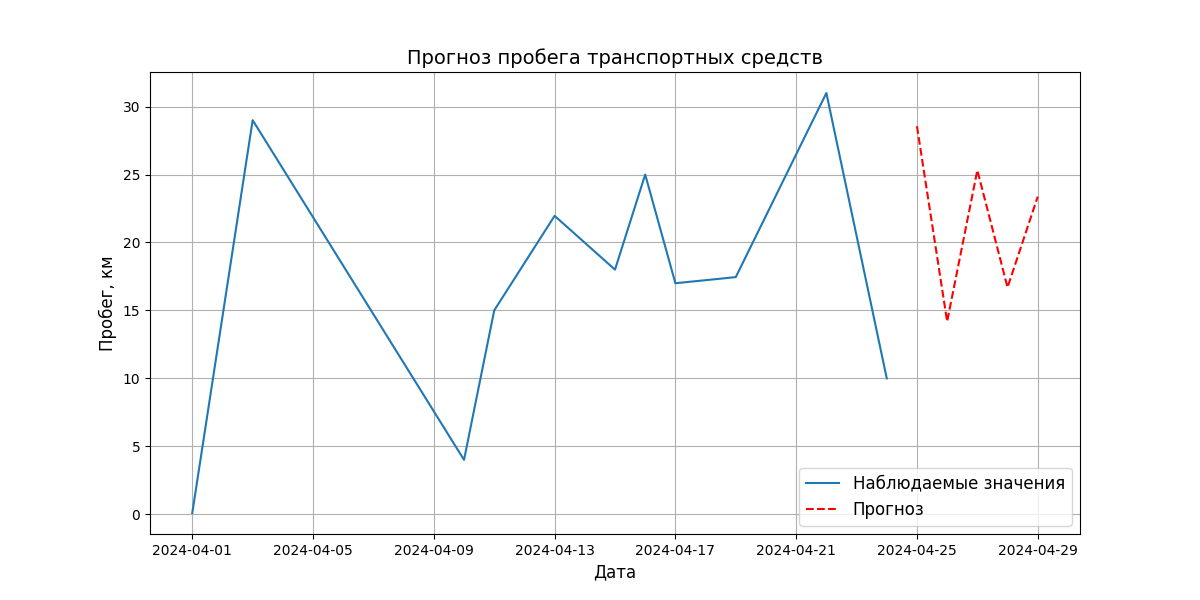 Прогноз пробега транспортных средств
Пробег, км
30
25
20
15
10
5
0
Наблюдаемые значения
Прогноз
2024-04-01 2024-04-05 2024-04-09 2024-04-13 2024-04-17 2024-04-21 2024-04-25 2024-04-29
Дата